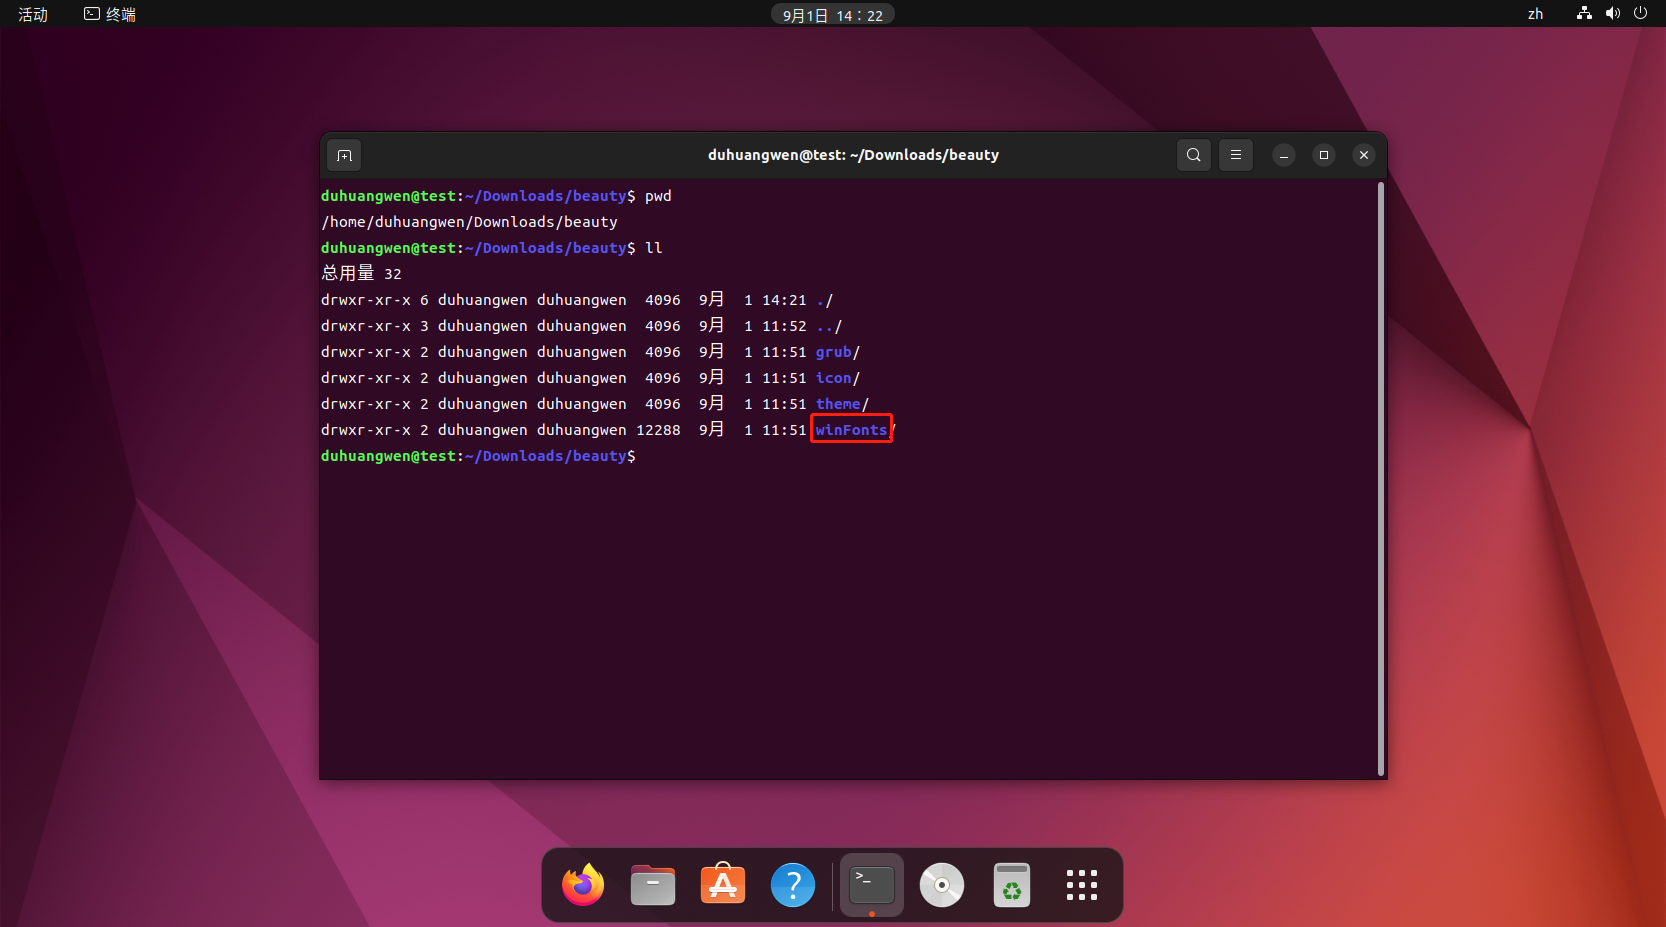 活动 终端 9月1日 14：22 zh
duhuangwen@test: ~/Downloads/beauty
duhuangwen@test:~/Downloads/beauty$ pwd
/home/duhuangwen/Downloads/beauty
duhuangwen@test:~/Downloads/beauty$ ll
总用量 32
drwxr-xr-x 6 duhuangwen duhuangwen  4096  9月  1 14:21 ./
drwxr-xr-x 3 duhuangwen duhuangwen  4096  9月  1 11:52 ../
drwxr-xr-x 2 duhuangwen duhuangwen  4096  9月  1 11:51 grub/
drwxr-xr-x 2 duhuangwen duhuangwen  4096  9月  1 11:51 icon/
drwxr-xr-x 2 duhuangwen duhuangwen  4096  9月  1 11:51 theme/
drwxr-xr-x 2 duhuangwen duhuangwen 12288  9月  1 11:51 winFonts/
duhuangwen@test:~/Downloads/beauty$